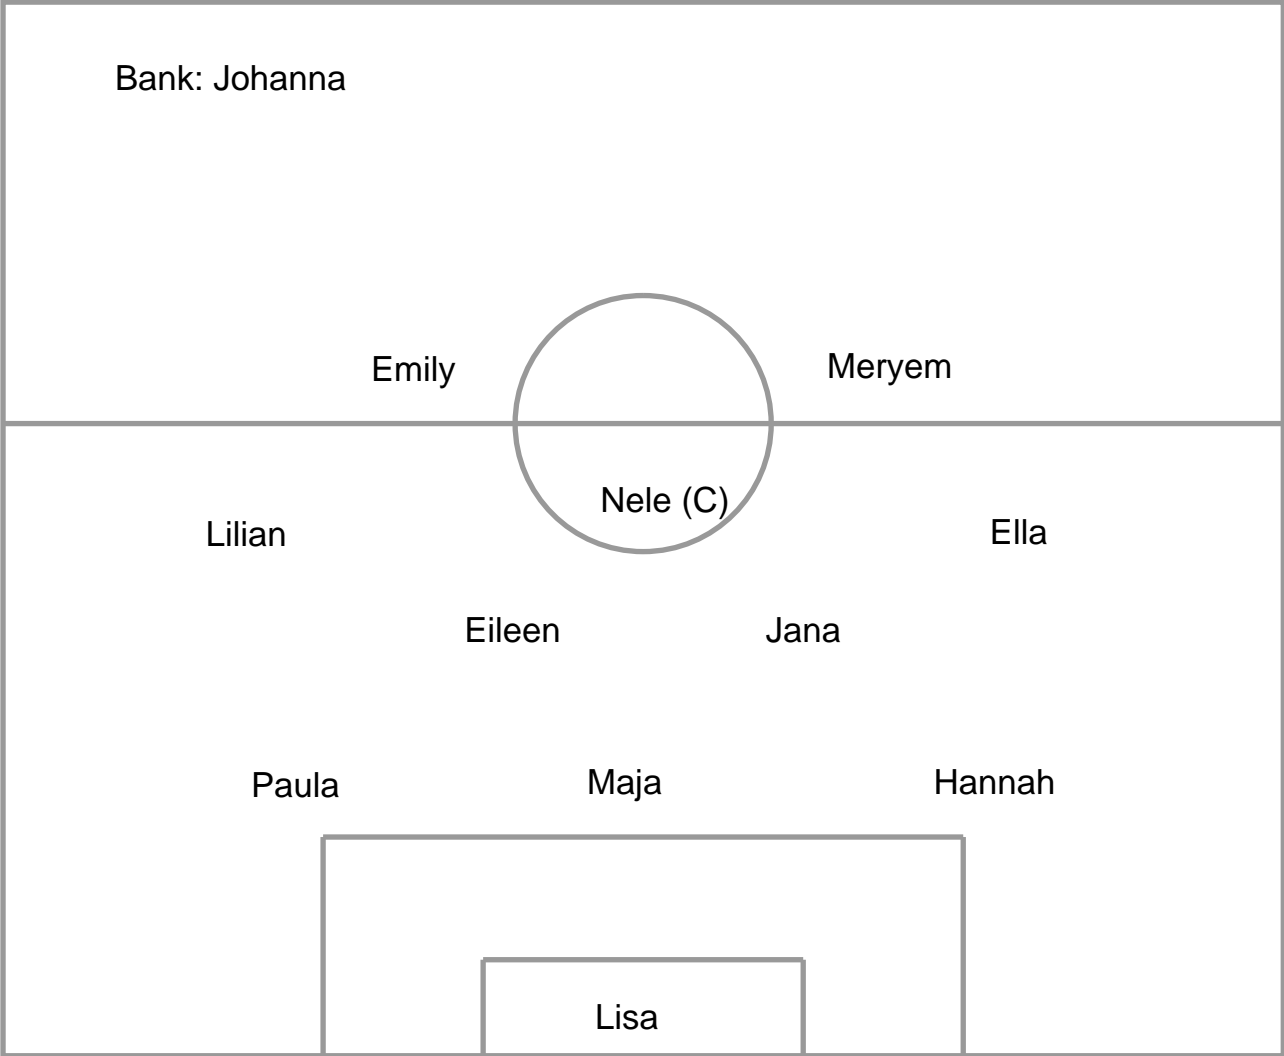 Bank: Johanna
Emily
Meryem
Nele (C)
Lilian
Ella
Eileen
Jana
Paula
Maja
Hannah
Lisa